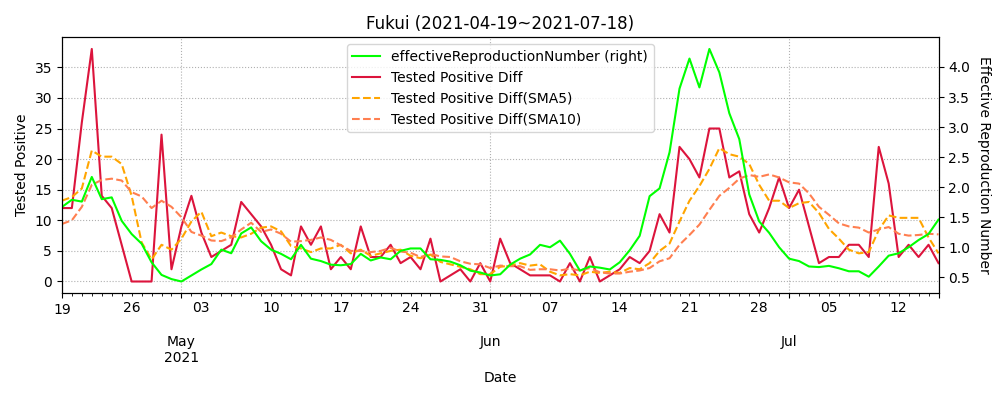 Fukui (2021-04-19~2021-07-18)
effectiveReproductionNumber (right)
Tested Positive Diff
Tested Positive Diff(SMA5)
Tested Positive Diff(SMA10)
Tested Positive
35
30
25
20
15
10
5
0
4.0
3.5
3.0
2.5
2.0
1.5
1.0
0.5
Effective Reproduction Number
19 26 03 10 17 24 31 07 14 21 28 05 12
May Jun Jul
2021
Date